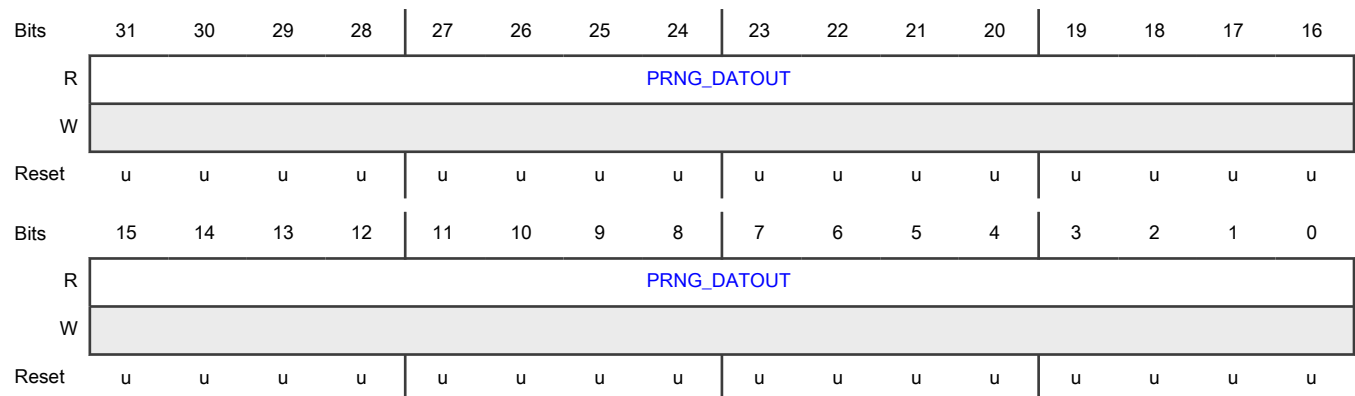 Bits 31 30 29 28 27 26 25 24 23 22 21 20 19 18 17 16
R PRNG_DATOUT
W
Reset u u u u u u u u u u u u u u u u
Bits 15 14 13 12 11 10 9 8 7 6 5 4 3 2 1 0
R PRNG_DATOUT
W
Reset u u u u u u u u u u u u u u u u